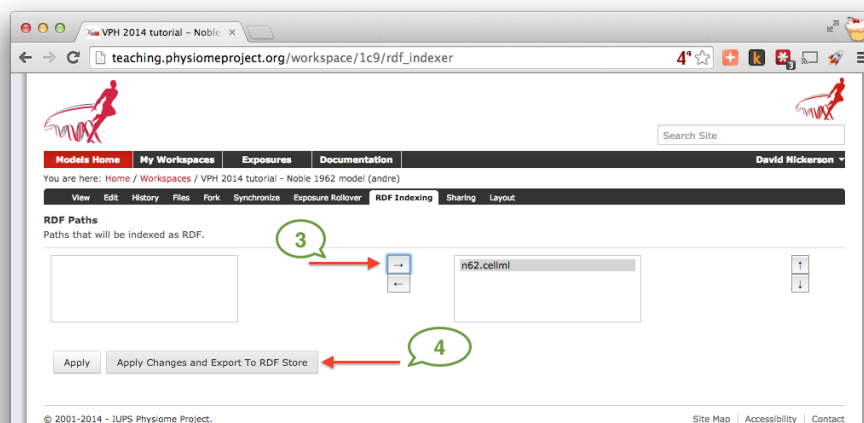 VPH 2014 tutorial - Noble
teaching.physiomeproject.org/workspace/1c9/rdf_indexer
Search Site
Models Home My Workspaces Exposures Documentation David Nickerson
You are here: Home / Workspaces / VPH 2014 tutorial - Noble 1962 model (andre)
View Edit History Files Fork Synchronize Exposure Rollover RDF Indexing Sharing Layout
RDF Paths
Paths that will be indexed as RDF.
3
→ n62.cellml ↑
← ↓
4
Apply Apply Changes and Export To RDF Store
© 2001-2014 - IUPS Physiome Project. Site Map Accessibility Contact